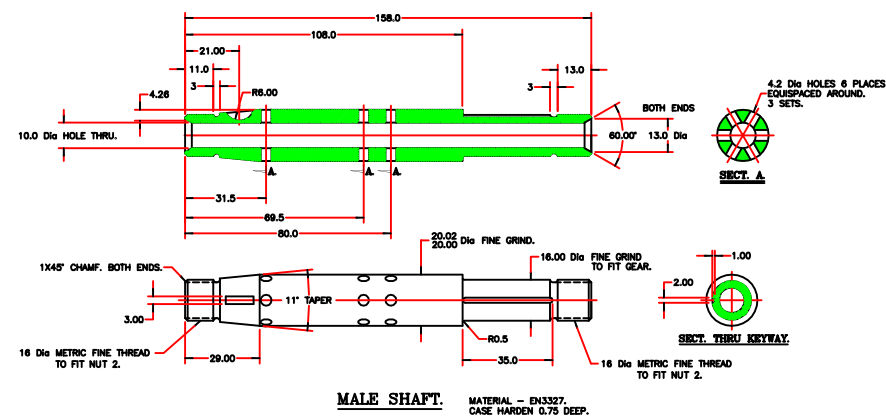 158.0
108.0
21.00
11.0
3
13.0
3
4.26
R6.00
4.2 Dia HOLES 6 PLACES
EQUISPACED AROUND.
3 SETS.
BOTH ENDS
10.0 Dia HOLE THRU.
60.00°
13.0 Dia
A.
A.
A.
SECT. A
31.5
69.5
80.0
20.02
20.00
Dia FINE GRIND.
16.00 Dia FINE GRIND
TO FIT GEAR.
1.00
1X45° CHAMF. BOTH ENDS.
2.00
11° TAPER
3.00
SECT. THRU KEYWAY.
R0.5
29.00
35.0
16 Dia METRIC FINE THREAD
TO FIT NUT 2.
16 Dia METRIC FINE THREAD
TO FIT NUT 2.
MALE SHAFT.
MATERIAL - EN3327.
CASE HARDEN 0.75 DEEP.